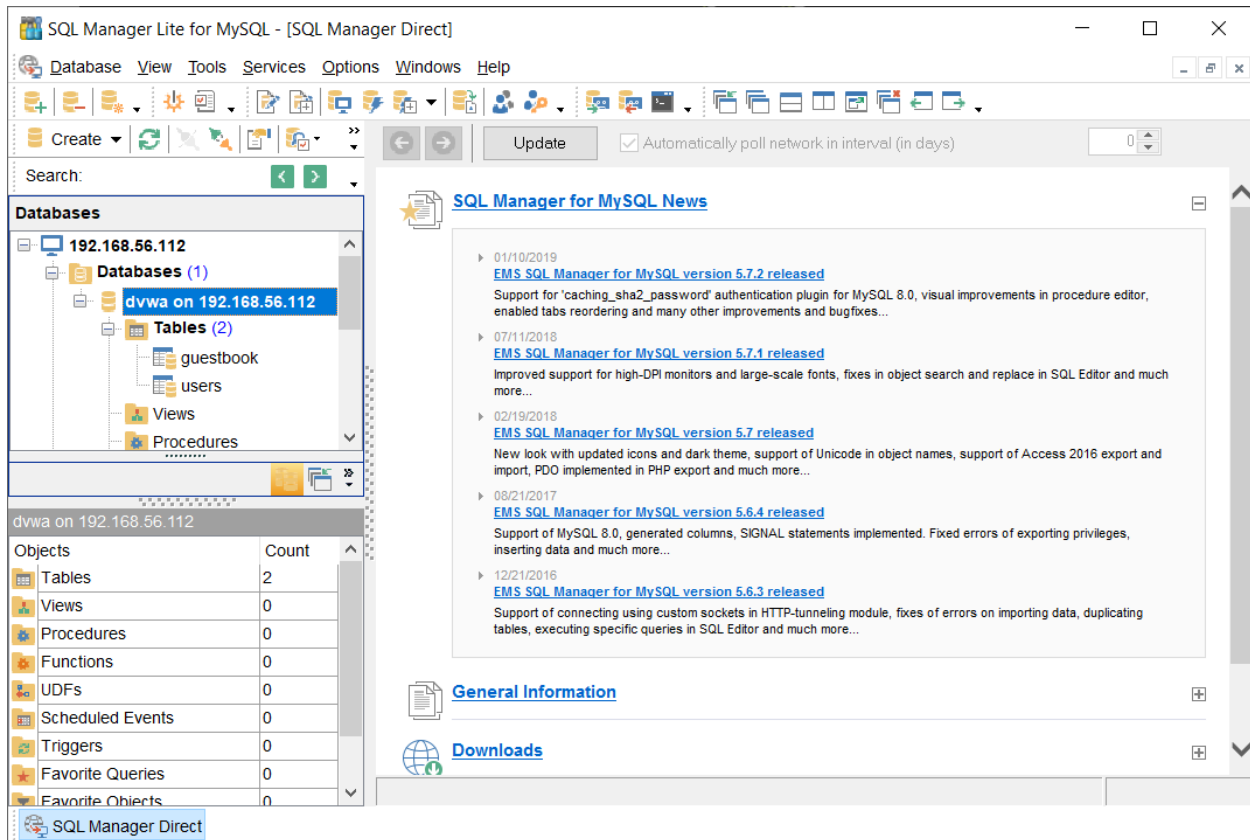 SQL Manager Lite for MySQL - [SQL Manager Direct]
Database View Tools Services Options Windows Help
Create
Update
Automatically poll network in interval (in days)
0
Search:
Databases
192.168.56.112
Databases (1)
dvwa on 192.168.56.112
Tables (2)
guestbook
users
Views
Procedures
dvwa on 192.168.56.112
Objects Count
Tables 2
Views 0
Procedures 0
Functions 0
UDFs 0
Scheduled Events 0
Triggers 0
Favorite Queries 0
Favorite Objects 0
SQL Manager for MySQL News
01/10/2019
EMS SQL Manager for MySQL version 5.7.2 released
Support for 'caching_sha2_password' authentication plugin for MySQL 8.0, visual improvements in procedure editor,
enabled tabs reordering and many other improvements and bugfixes...
07/11/2018
EMS SQL Manager for MySQL version 5.7.1 released
Improved support for high-DPI monitors and large-scale fonts, fixes in object search and replace in SQL Editor and much
more...
02/19/2018
EMS SQL Manager for MySQL version 5.7 released
New look with updated icons and dark theme, support of Unicode in object names, support of Access 2016 export and
import, PDO implemented in PHP export and much more...
08/21/2017
EMS SQL Manager for MySQL version 5.6.4 released
Support of MySQL 8.0, generated columns, SIGNAL statements implemented. Fixed errors of exporting privileges,
inserting data and much more...
12/21/2016
EMS SQL Manager for MySQL version 5.6.3 released
Support of connecting using custom sockets in HTTP-tunneling module, fixes of errors on importing data, duplicating
tables, executing specific queries in SQL Editor and much more...
General Information
Downloads
SQL Manager Direct